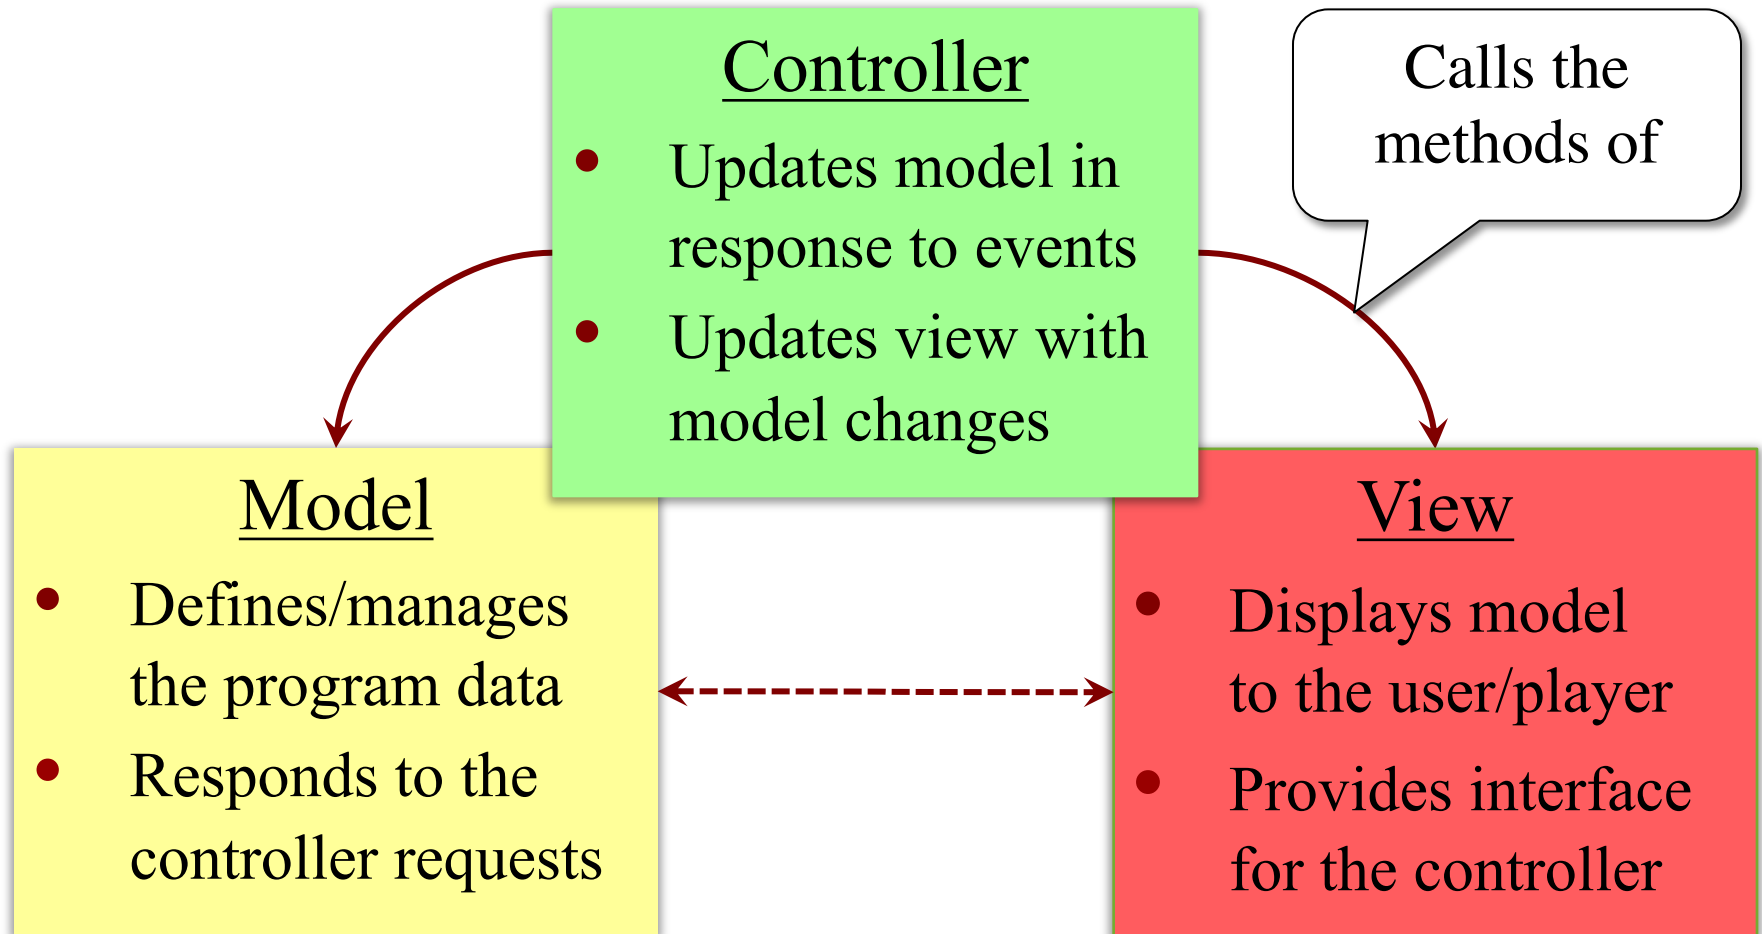 Controller
• Updates model in
response to events
• Updates view with
model changes
Calls the
methods of
Model
• Defines/manages
the program data
• Responds to the
controller requests
View
• Displays model
to the user/player
• Provides interface
for the controller